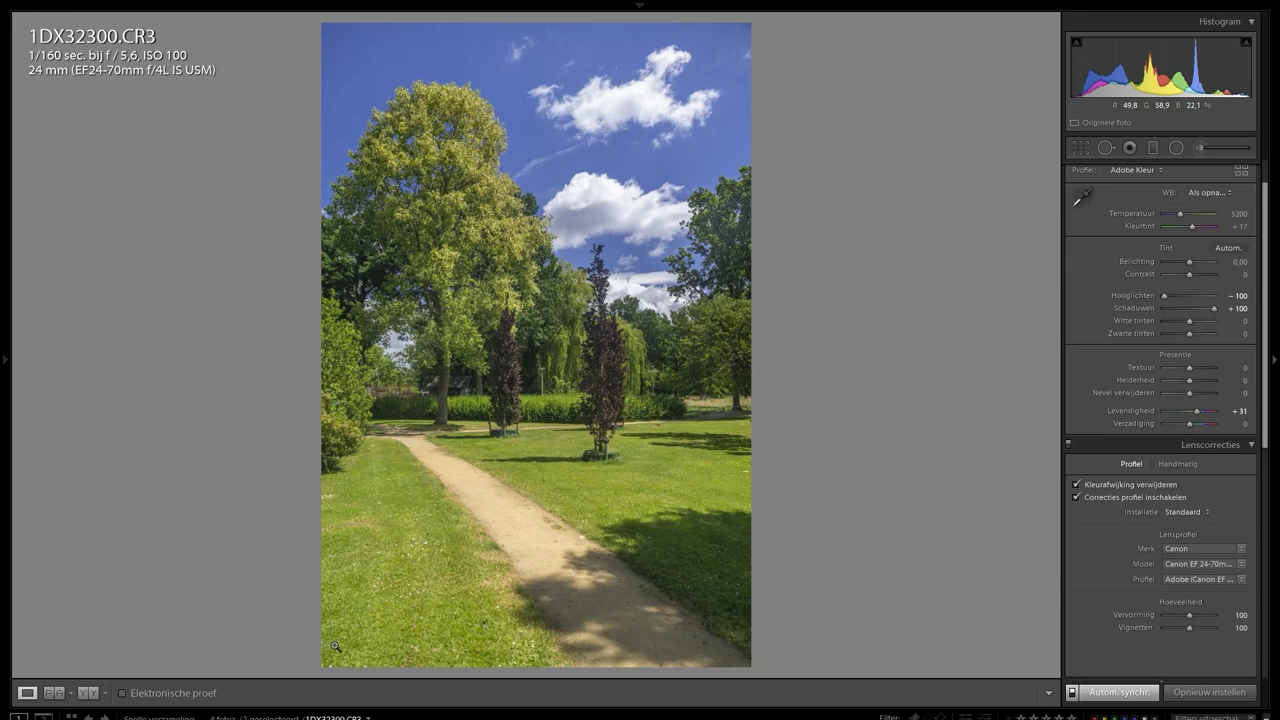 1DX32300.CR3
1/160 sec. bij f / 5,6, ISO 100
24 mm (EF24-70mm f/4L IS USM)
Histogram
R 49,8 G 58,9 B 22,1 %
Originele foto
Profiel: Adobe Kleur
WB: Als opna...
Temperatuur 5200
Kleurtint + 17
Tint Autom.
Belichting 0,00
Contrast 0
Hooglichten – 100
Schaduwen + 100
Witte tinten 0
Zwarte tinten 0
Presentie
Textuur 0
Helderheid 0
Nevel verwijderen 0
Levendigheid + 31
Verzadiging 0
Lenscorrecties
Profiel Handmatig
Kleurafwijking verwijderen
Correcties profiel inschakelen
Installatie Standaard
Lensprofiel
Merk Canon
Model Canon EF 24-70m...
Profiel Adobe (Canon EF ...
Hoeveelheid
Vervorming 100
Vignetten 100
Elektronische proef
Autom. synchr. Opnieuw instellen